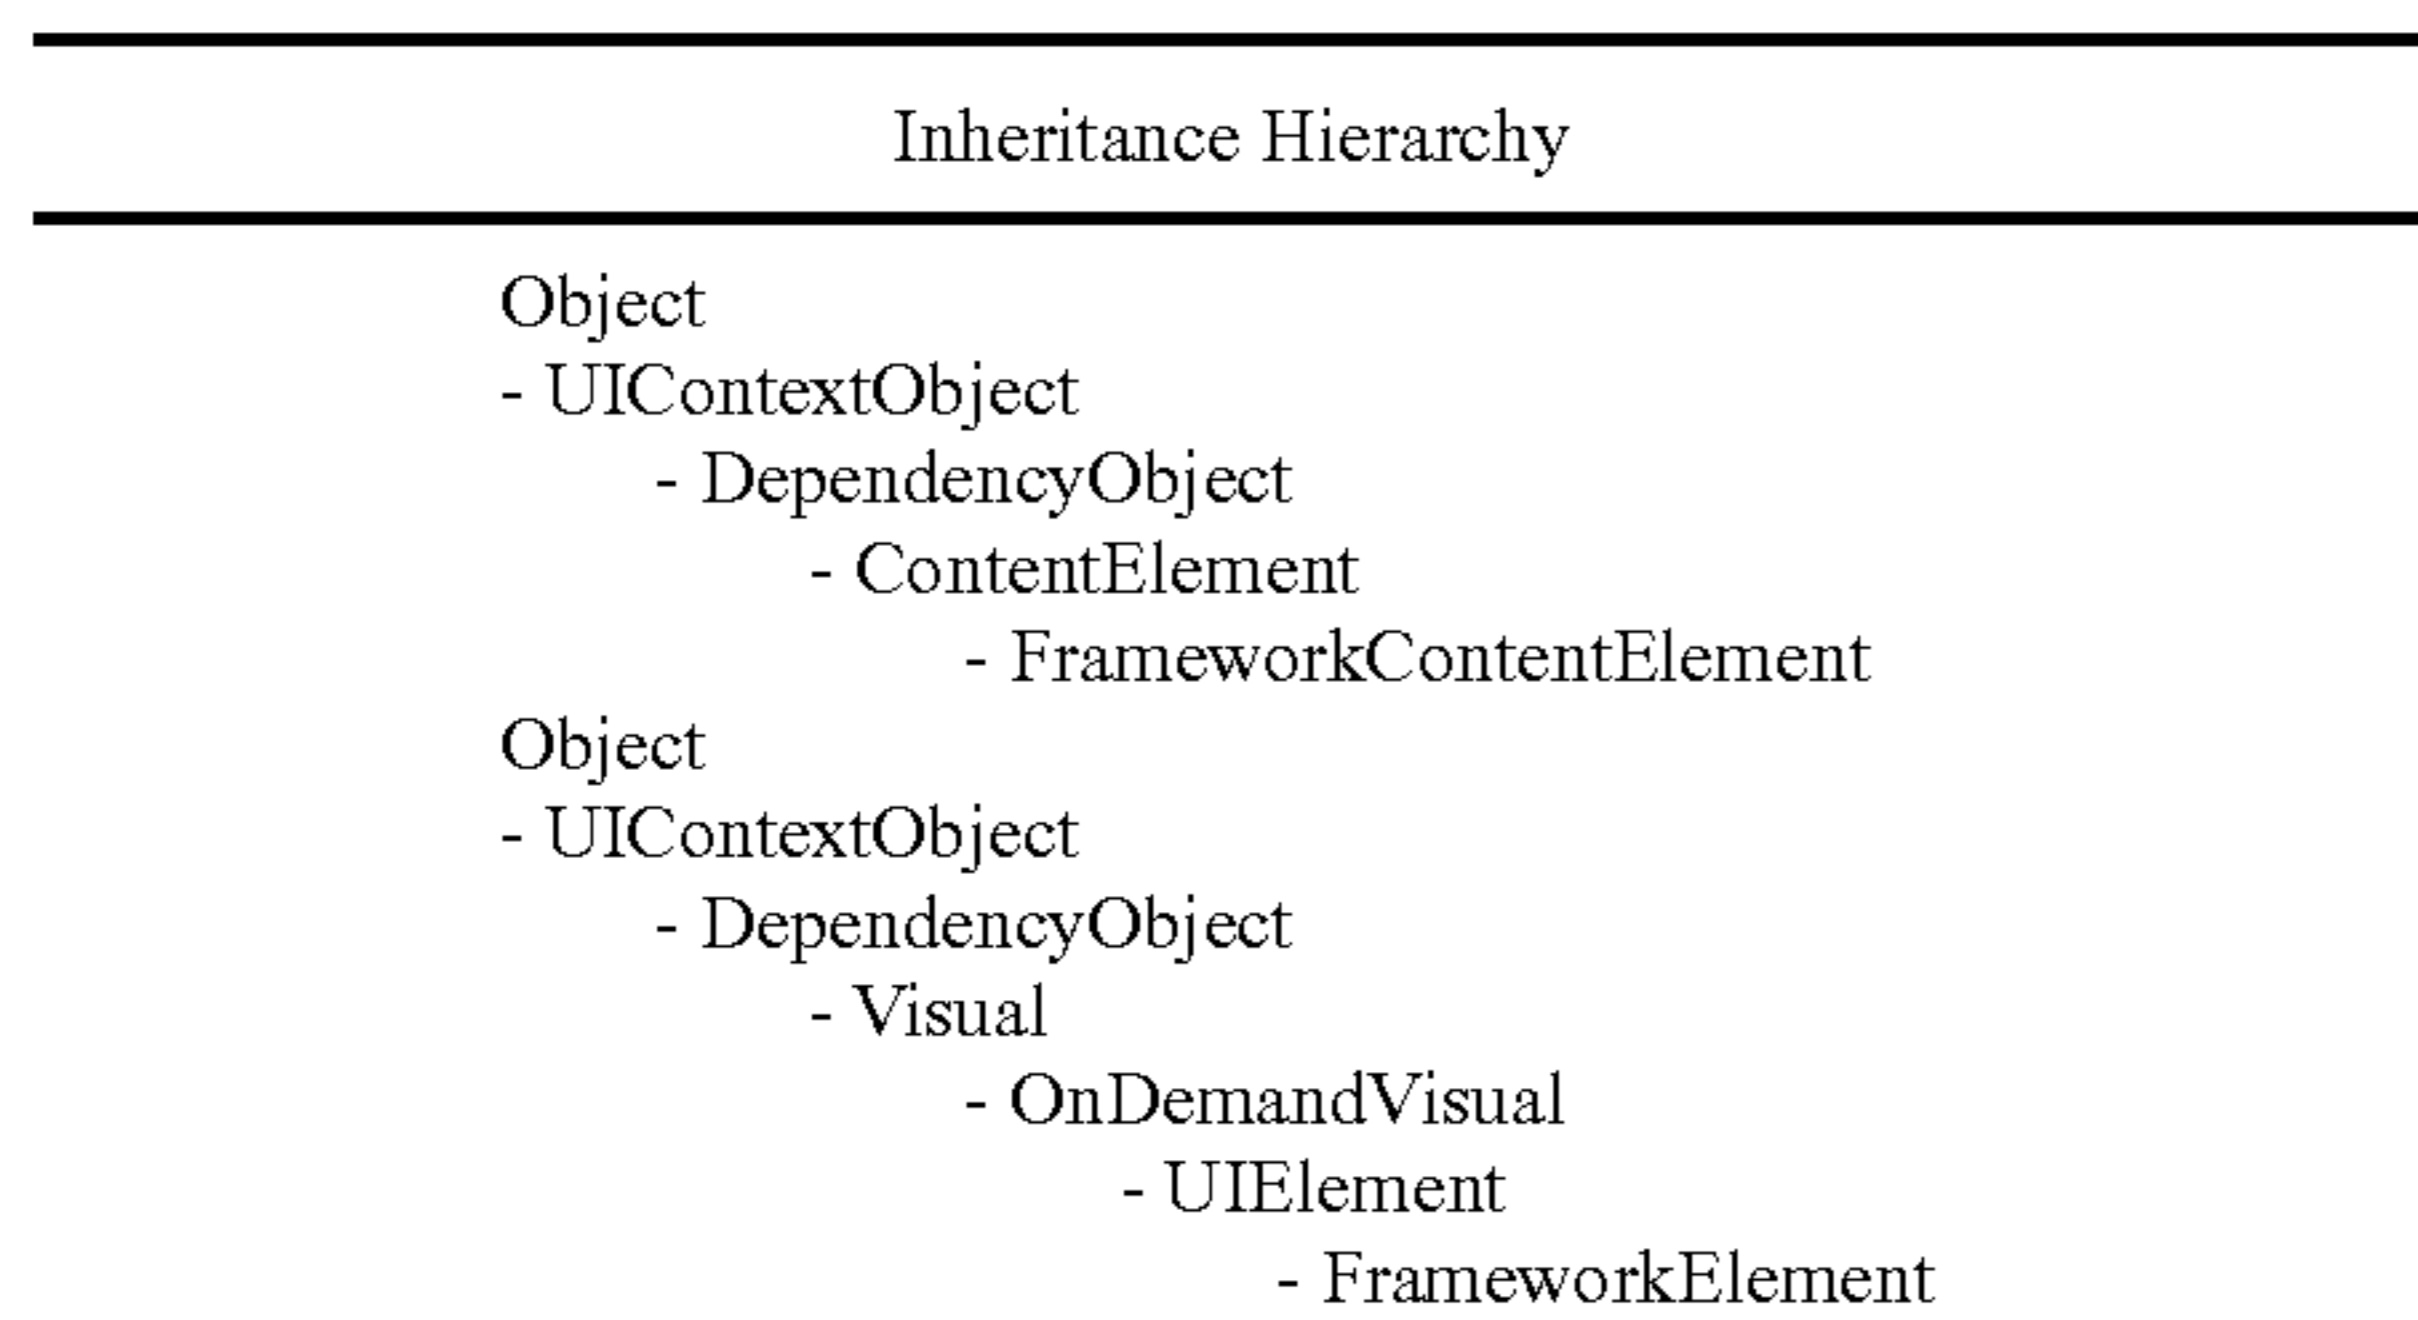 Inheritance Hierarchy
Object
- UIContextObject
- DependencyObject
- ContentElement
- FrameworkContentElement
Object
- UIContextObject
- DependencyObject
- Visual
- OnDemandVisual
- UIElement
- FrameworkElement